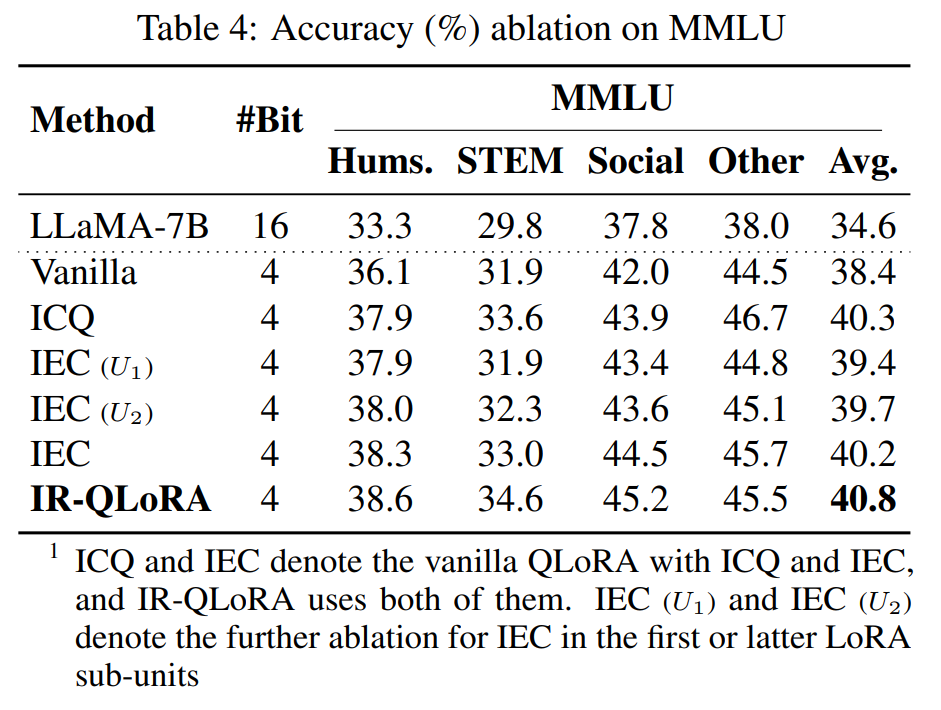 Table 4: Accuracy (%) ablation on MMLU
Method #Bit MMLU
Hums. STEM Social Other Avg.
LLaMA-7B 16 33.3 29.8 37.8 38.0 34.6
Vanilla 4 36.1 31.9 42.0 44.5 38.4
ICQ 4 37.9 33.6 43.9 46.7 40.3
IEC (U1) 4 37.9 31.9 43.4 44.8 39.4
IEC (U2) 4 38.0 32.3 43.6 45.1 39.7
IEC 4 38.3 33.0 44.5 45.7 40.2
IR-QLoRA 4 38.6 34.6 45.2 45.5 40.8
1 ICQ and IEC denote the vanilla QLoRA with ICQ and IEC,
and IR-QLoRA uses both of them. IEC (U1) and IEC (U2)
denote the further ablation for IEC in the first or latter LoRA
sub-units